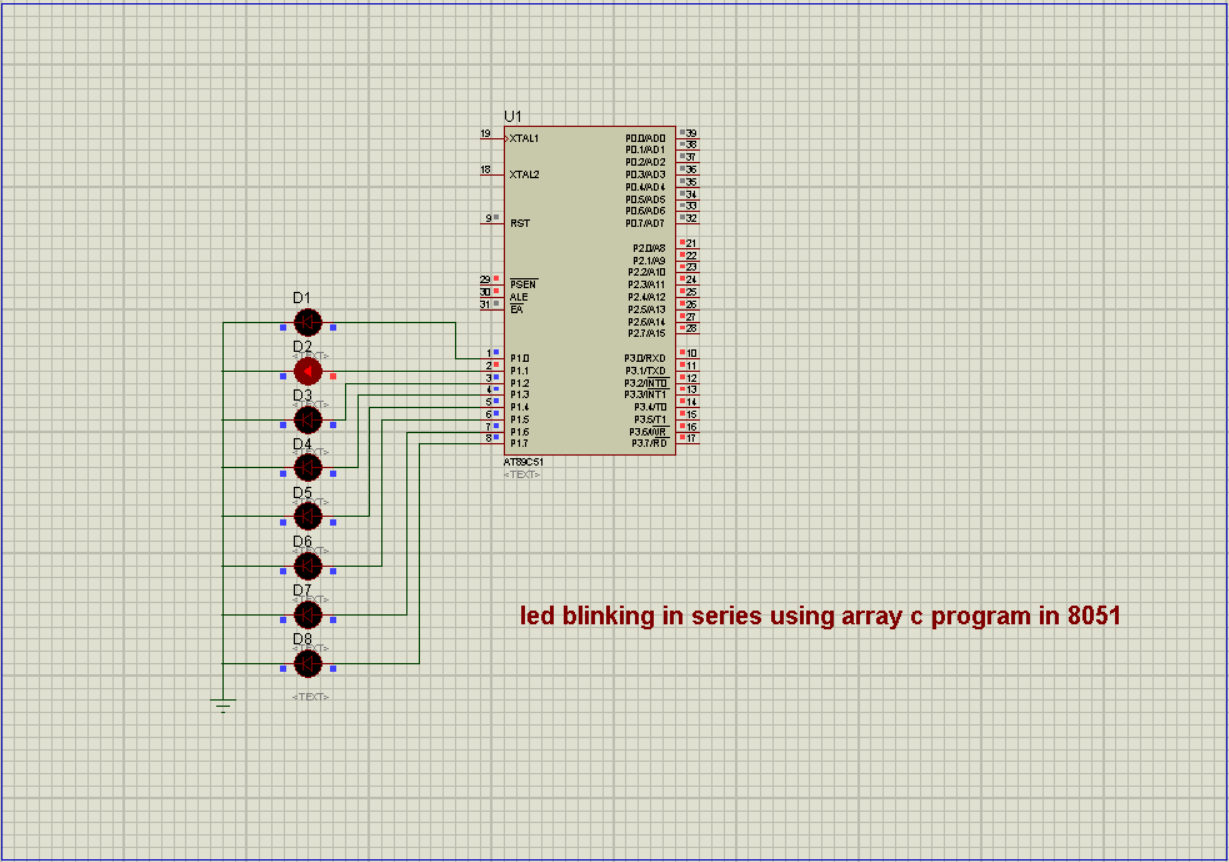 U1
19 XTAL1
18 XTAL2
9 RST
29 PSEN
30 ALE
31 EA
1 P1.0
2 P1.1
3 P1.2
4 P1.3
5 P1.4
6 P1.5
7 P1.6
8 P1.7
P0.0/AD0 39
P0.1/AD1 38
P0.2/AD2 37
P0.3/AD3 36
P0.4/AD4 35
P0.5/AD5 34
P0.6/AD6 33
P0.7/AD7 32
P2.0/A8 21
P2.1/A9 22
P2.2/A10 23
P2.3/A11 24
P2.4/A12 25
P2.5/A13 26
P2.6/A14 27
P2.7/A15 28
P3.0/RXD 10
P3.1/TXD 11
P3.2/INT0 12
P3.3/INT1 13
P3.4/T0 14
P3.5/T1 15
P3.6/WR 16
P3.7/RD 17
AT89C51
<TEXT>
D1
<TEXT>
D2
<TEXT>
D3
<TEXT>
D4
<TEXT>
D5
<TEXT>
D6
<TEXT>
D7
<TEXT>
D8
<TEXT>
led blinking in series using array c program in 8051